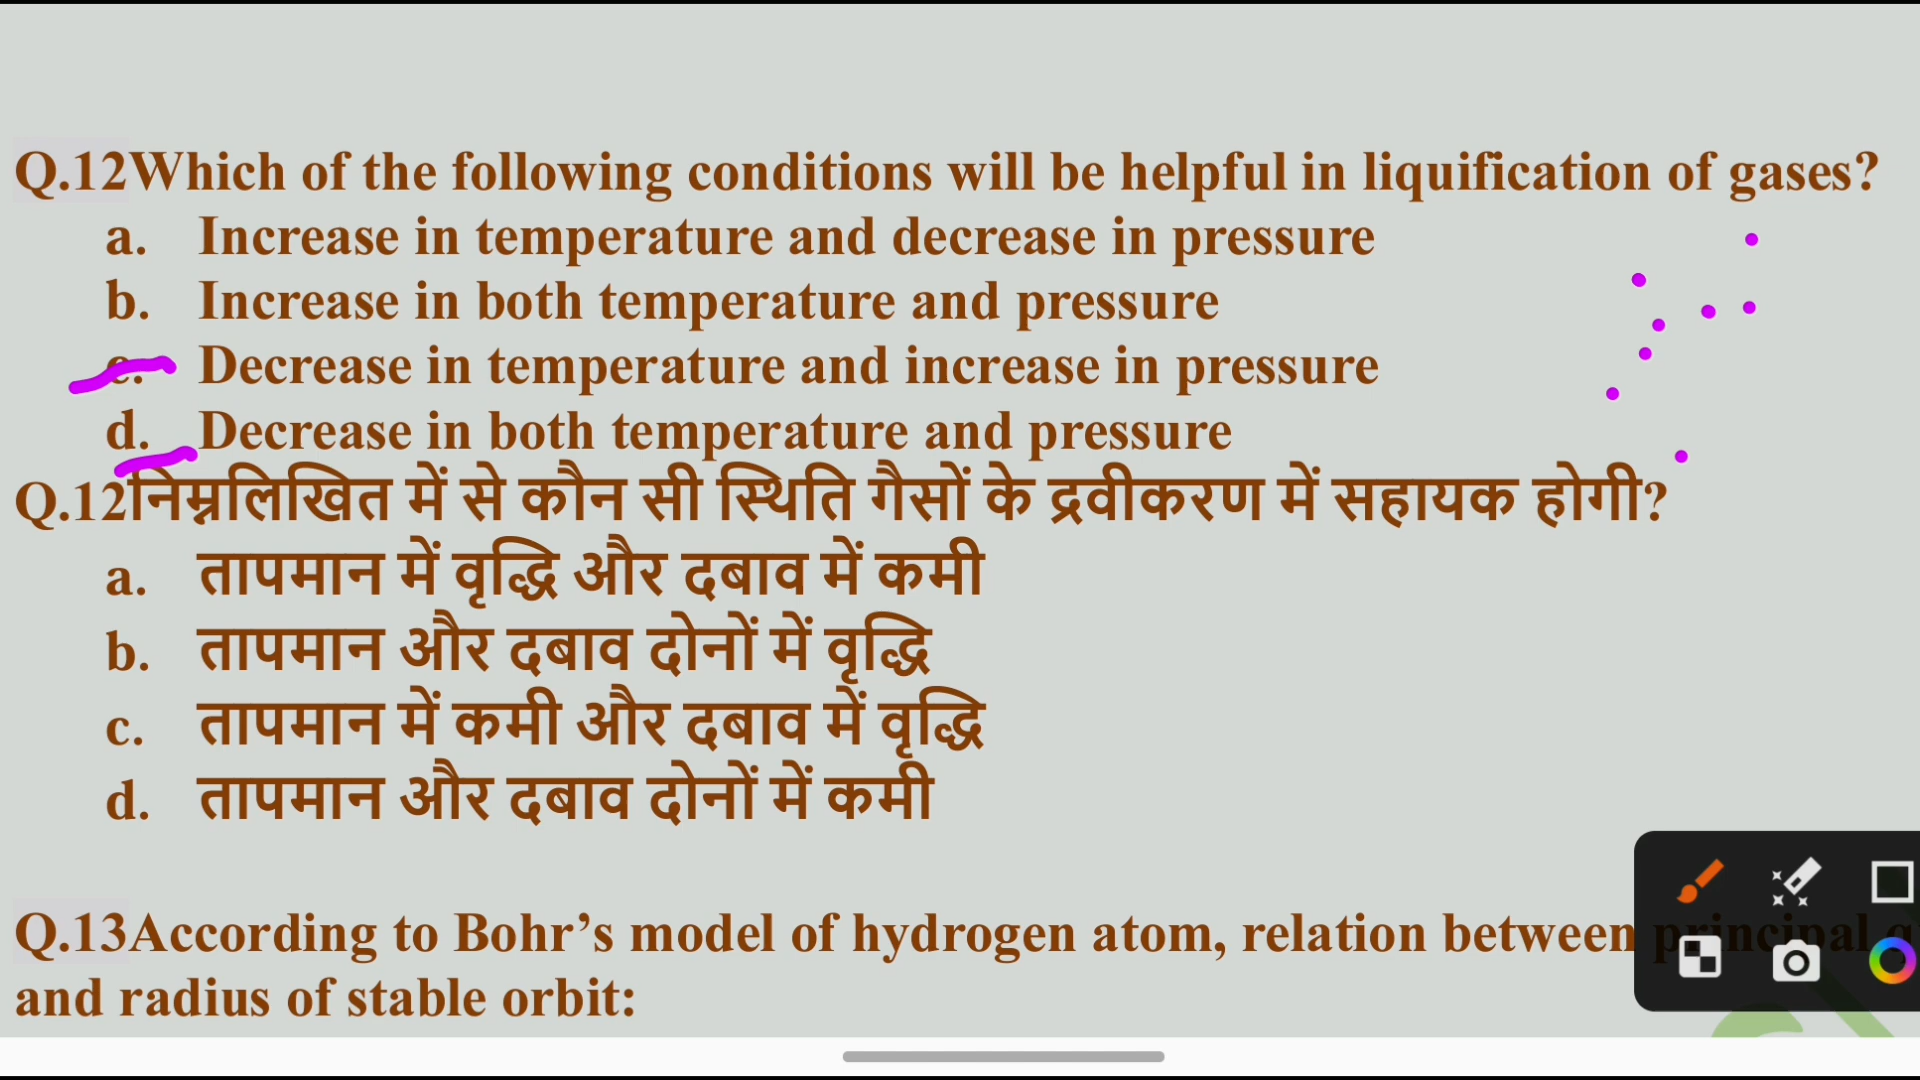 Q.12Which of the following conditions will be helpful in liquification of gases?
a. Increase in temperature and decrease in pressure
b. Increase in both temperature and pressure
c. Decrease in temperature and increase in pressure
d. Decrease in both temperature and pressure
Q.12निम्नलिखित में से कौन सी स्थिति गैसों के द्रवीकरण में सहायक होगी?
a. तापमान में वृद्धि और दबाव में कमी
b. तापमान और दबाव दोनों में वृद्धि
c. तापमान में कमी और दबाव में वृद्धि
d. तापमान और दबाव दोनों में कमी
Q.13According to Bohr’s model of hydrogen atom, relation between principal q
and radius of stable orbit: